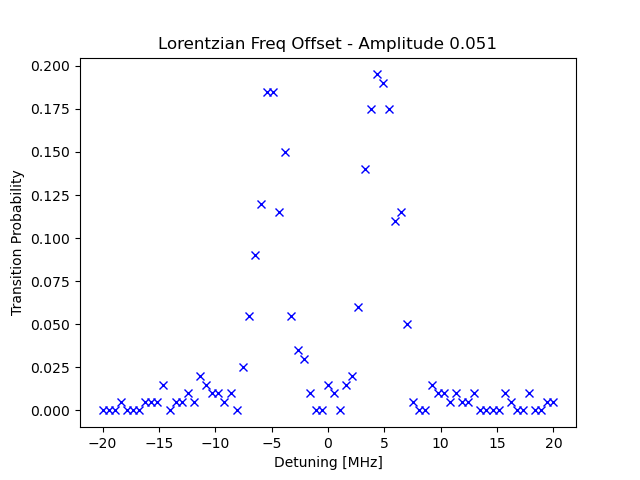 Lorentzian Freq Offset - Amplitude 0.051
0.200
0.175
0.150
0.125
0.100
0.075
0.050
0.025
0.000
Transition Probability
−20 −15 −10 −5 0 5 10 15 20
Detuning [MHz]